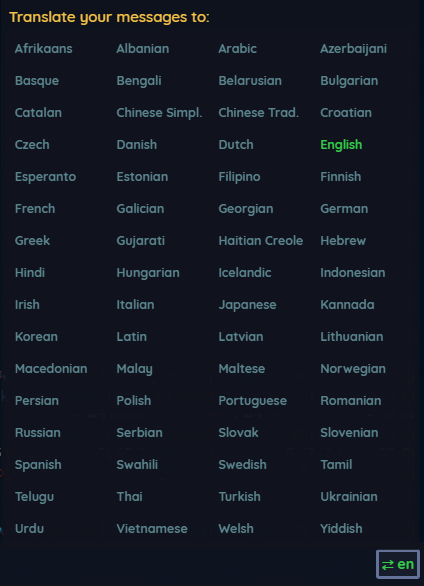 Translate your messages to:
Afrikaans Albanian Arabic Azerbaijani
Basque Bengali Belarusian Bulgarian
Catalan Chinese Simpl. Chinese Trad. Croatian
Czech Danish Dutch English
Esperanto Estonian Filipino Finnish
French Galician Georgian German
Greek Gujarati Haitian Creole Hebrew
Hindi Hungarian Icelandic Indonesian
Irish Italian Japanese Kannada
Korean Latin Latvian Lithuanian
Macedonian Malay Maltese Norwegian
Persian Polish Portuguese Romanian
Russian Serbian Slovak Slovenian
Spanish Swahili Swedish Tamil
Telugu Thai Turkish Ukrainian
Urdu Vietnamese Welsh Yiddish
⇄ en